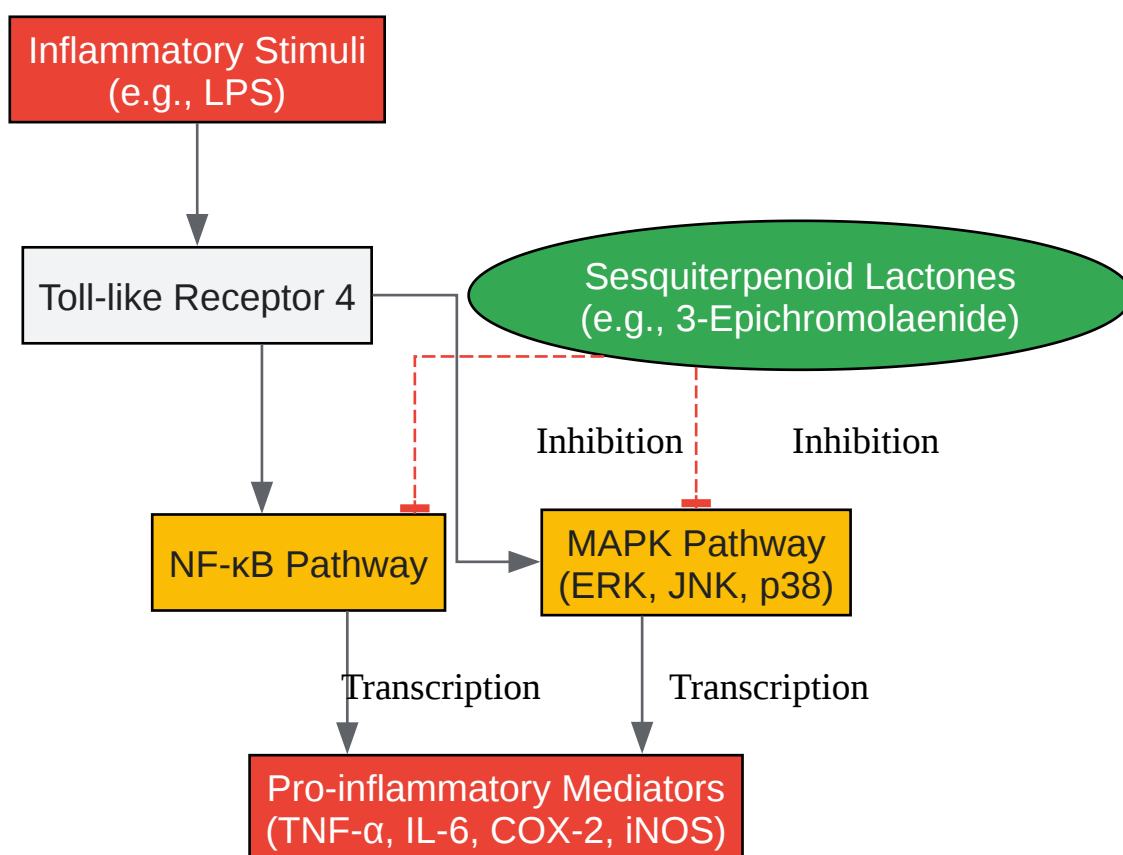 Inflammatory Stimuli
(e.g., LPS)
Toll-like Receptor 4
Sesquiterpenoid Lactones
(e.g., 3-Epichromolaenide)
Inhibition
Inhibition
NF-κB Pathway
MAPK Pathway
(ERK, JNK, p38)
Transcription
Transcription
Pro-inflammatory Mediators
(TNF-α, IL-6, COX-2, iNOS)